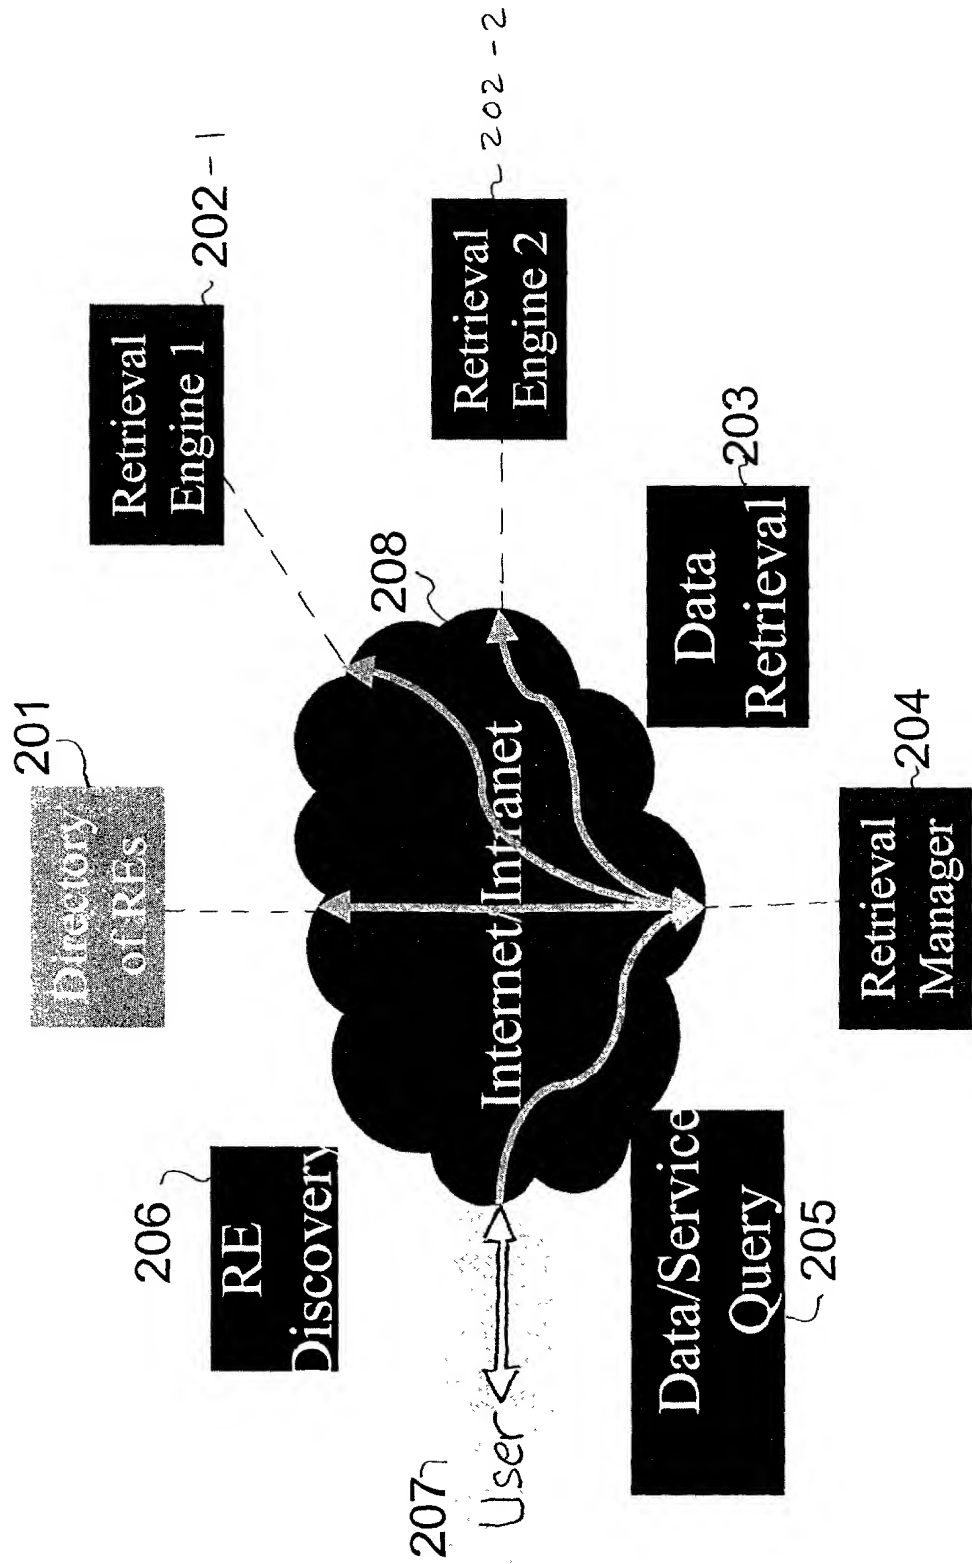 201
Directory
of REs
Retrieval
Engine 1
202-1
206
RE
Discovery
208
207
User
Internet/Intranet
Retrieval
Engine 2
202-2
Data/Service
Query
205
Data
Retrieval
203
Retrieval
Manager
204